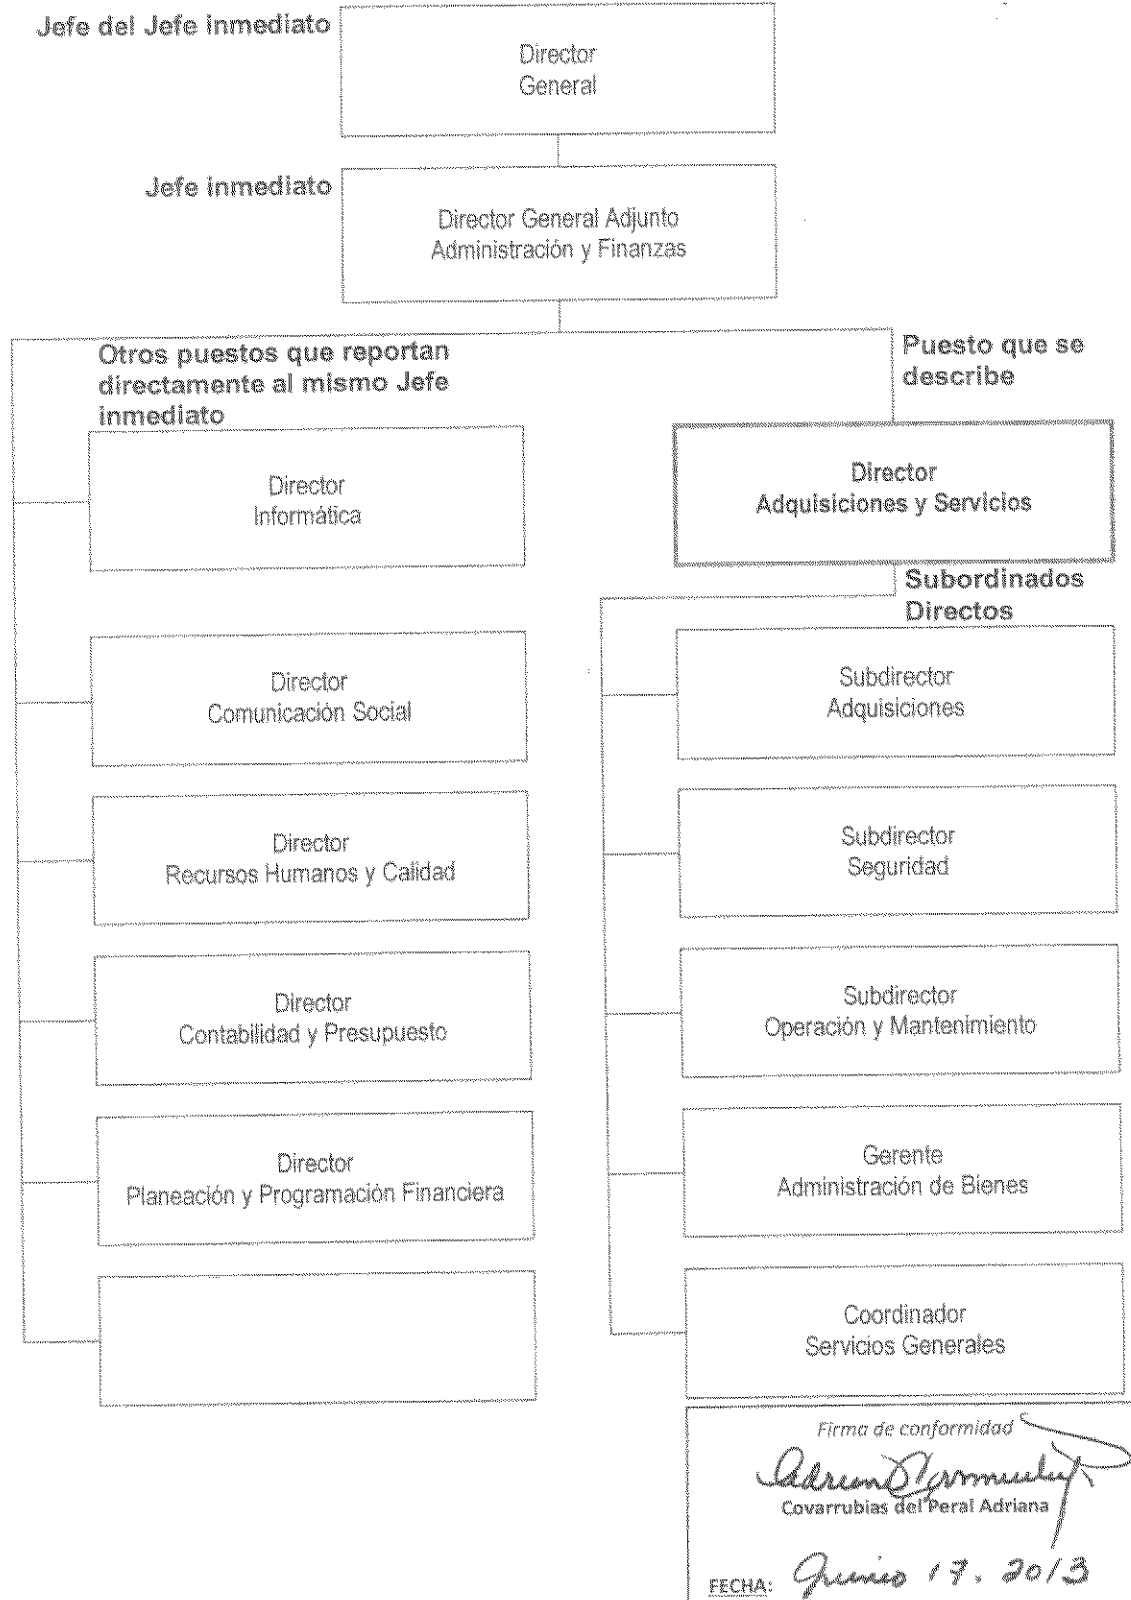 Jefe del Jefe inmediato
Director
General
Jefe inmediato
Director General Adjunto
Administración y Finanzas
Otros puestos que reportan
directamente al mismo Jefe
inmediato
Director
Informática
Director
Comunicación Social
Director
Recursos Humanos y Calidad
Director
Contabilidad y Presupuesto
Director
Planeación y Programación Financiera
Puesto que se
describe
Director
Adquisiciones y Servicios
Subordinados
Directos
Subdirector
Adquisiciones
Subdirector
Seguridad
Subdirector
Operación y Mantenimiento
Gerente
Administración de Bienes
Coordinador
Servicios Generales
Firma de conformidad
Covarrubias del Peral Adriana
FECHA: Junio 17. 2013